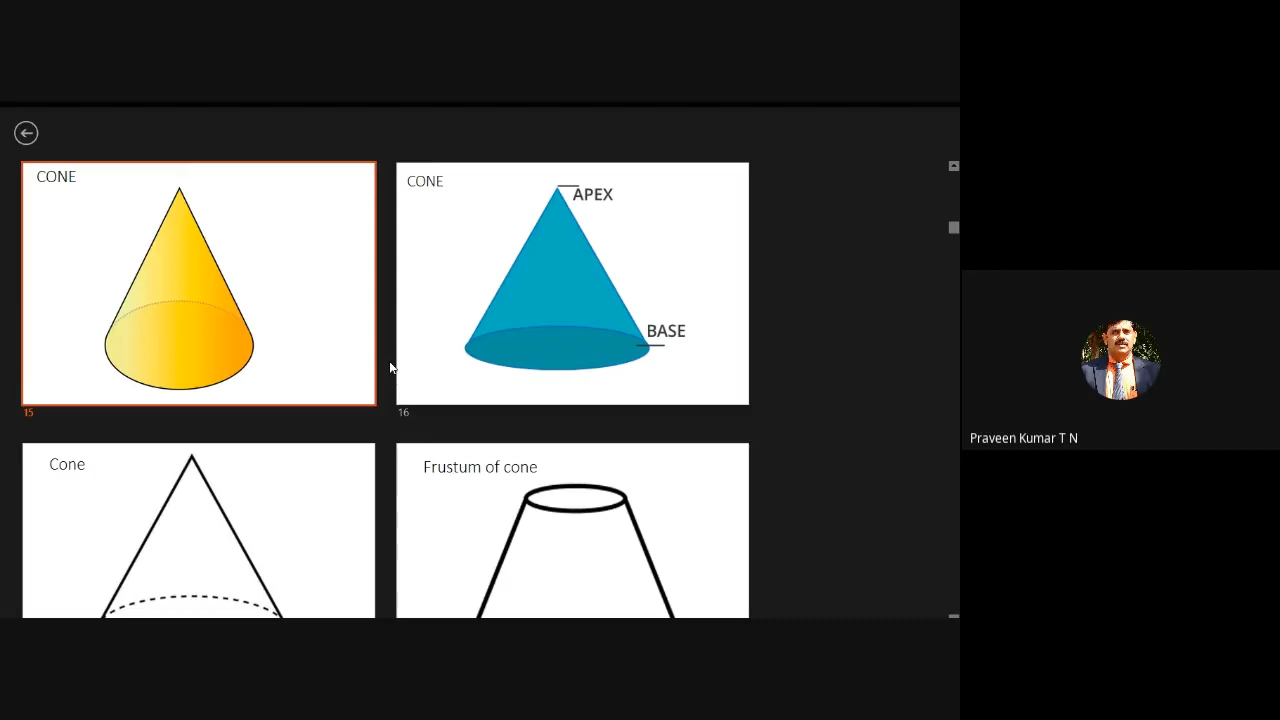 CONE
CONE
APEX
BASE
15
16
Cone
Frustum of cone
Praveen Kumar T N